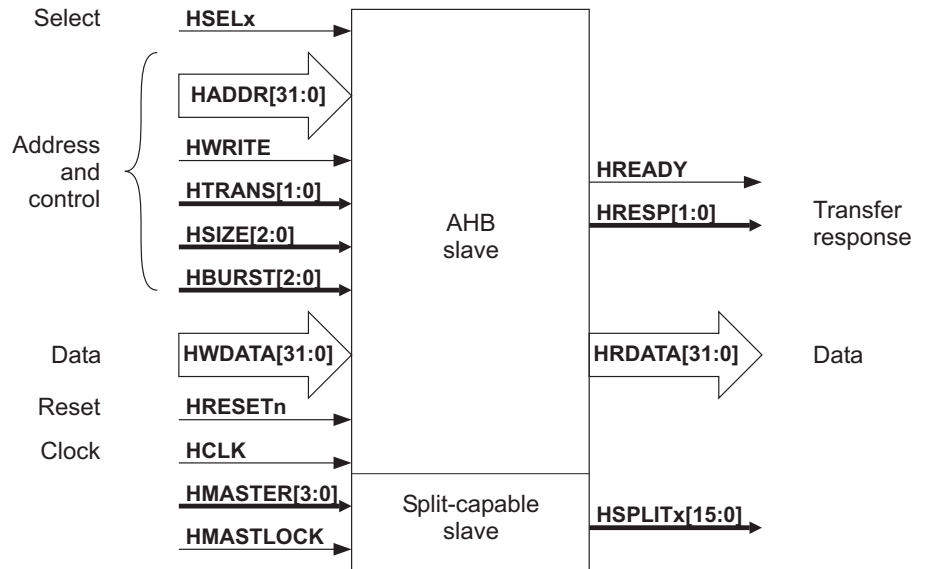 Select
HSELx
HADDR[31:0]
Address
and
control
HWRITE
HTRANS[1:0]
HSIZE[2:0]
HBURST[2:0]
Data
HWDATA[31:0]
Reset
HRESETn
Clock
HCLK
HMASTER[3:0]
HMASTLOCK
AHB
slave
Split-capable
slave
HREADY
HRESP[1:0]
Transfer
response
HRDATA[31:0]
Data
HSPLITx[15:0]